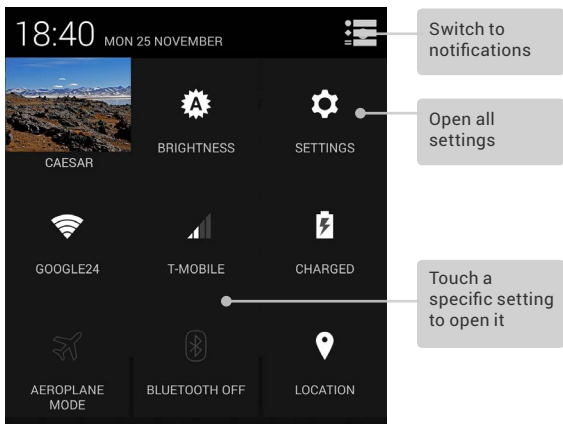 18:40 MON 25 NOVEMBER
Switch to
notifications
A
CAESAR
BRIGHTNESS
SETTINGS
Open all
settings
GOOGLE24
T-MOBILE
CHARGED
Touch a
specific setting
to open it
AEROPLANE
MODE
BLUETOOTH OFF
LOCATION